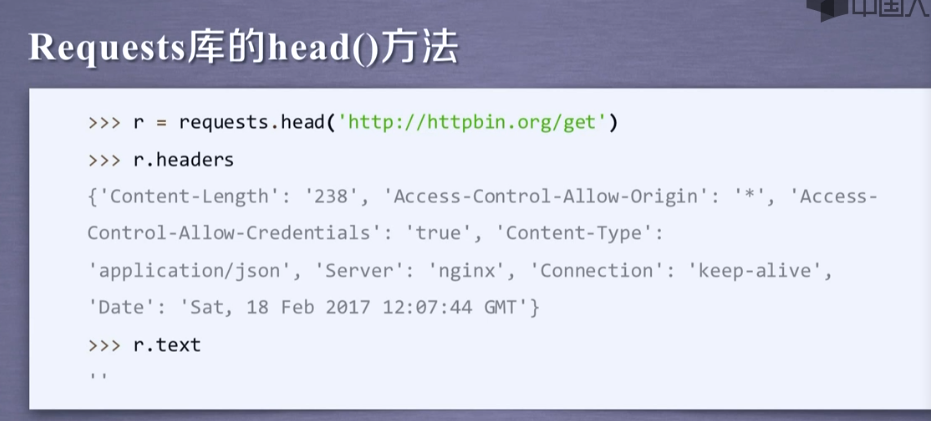 中国大
Requests库的head()方法
>>> r = requests.head('http://httpbin.org/get')
>>> r.headers
{'Content-Length': '238', 'Access-Control-Allow-Origin': '*', 'Access-
Control-Allow-Credentials': 'true', 'Content-Type':
'application/json', 'Server': 'nginx', 'Connection': 'keep-alive',
'Date': 'Sat, 18 Feb 2017 12:07:44 GMT'}
>>> r.text
''